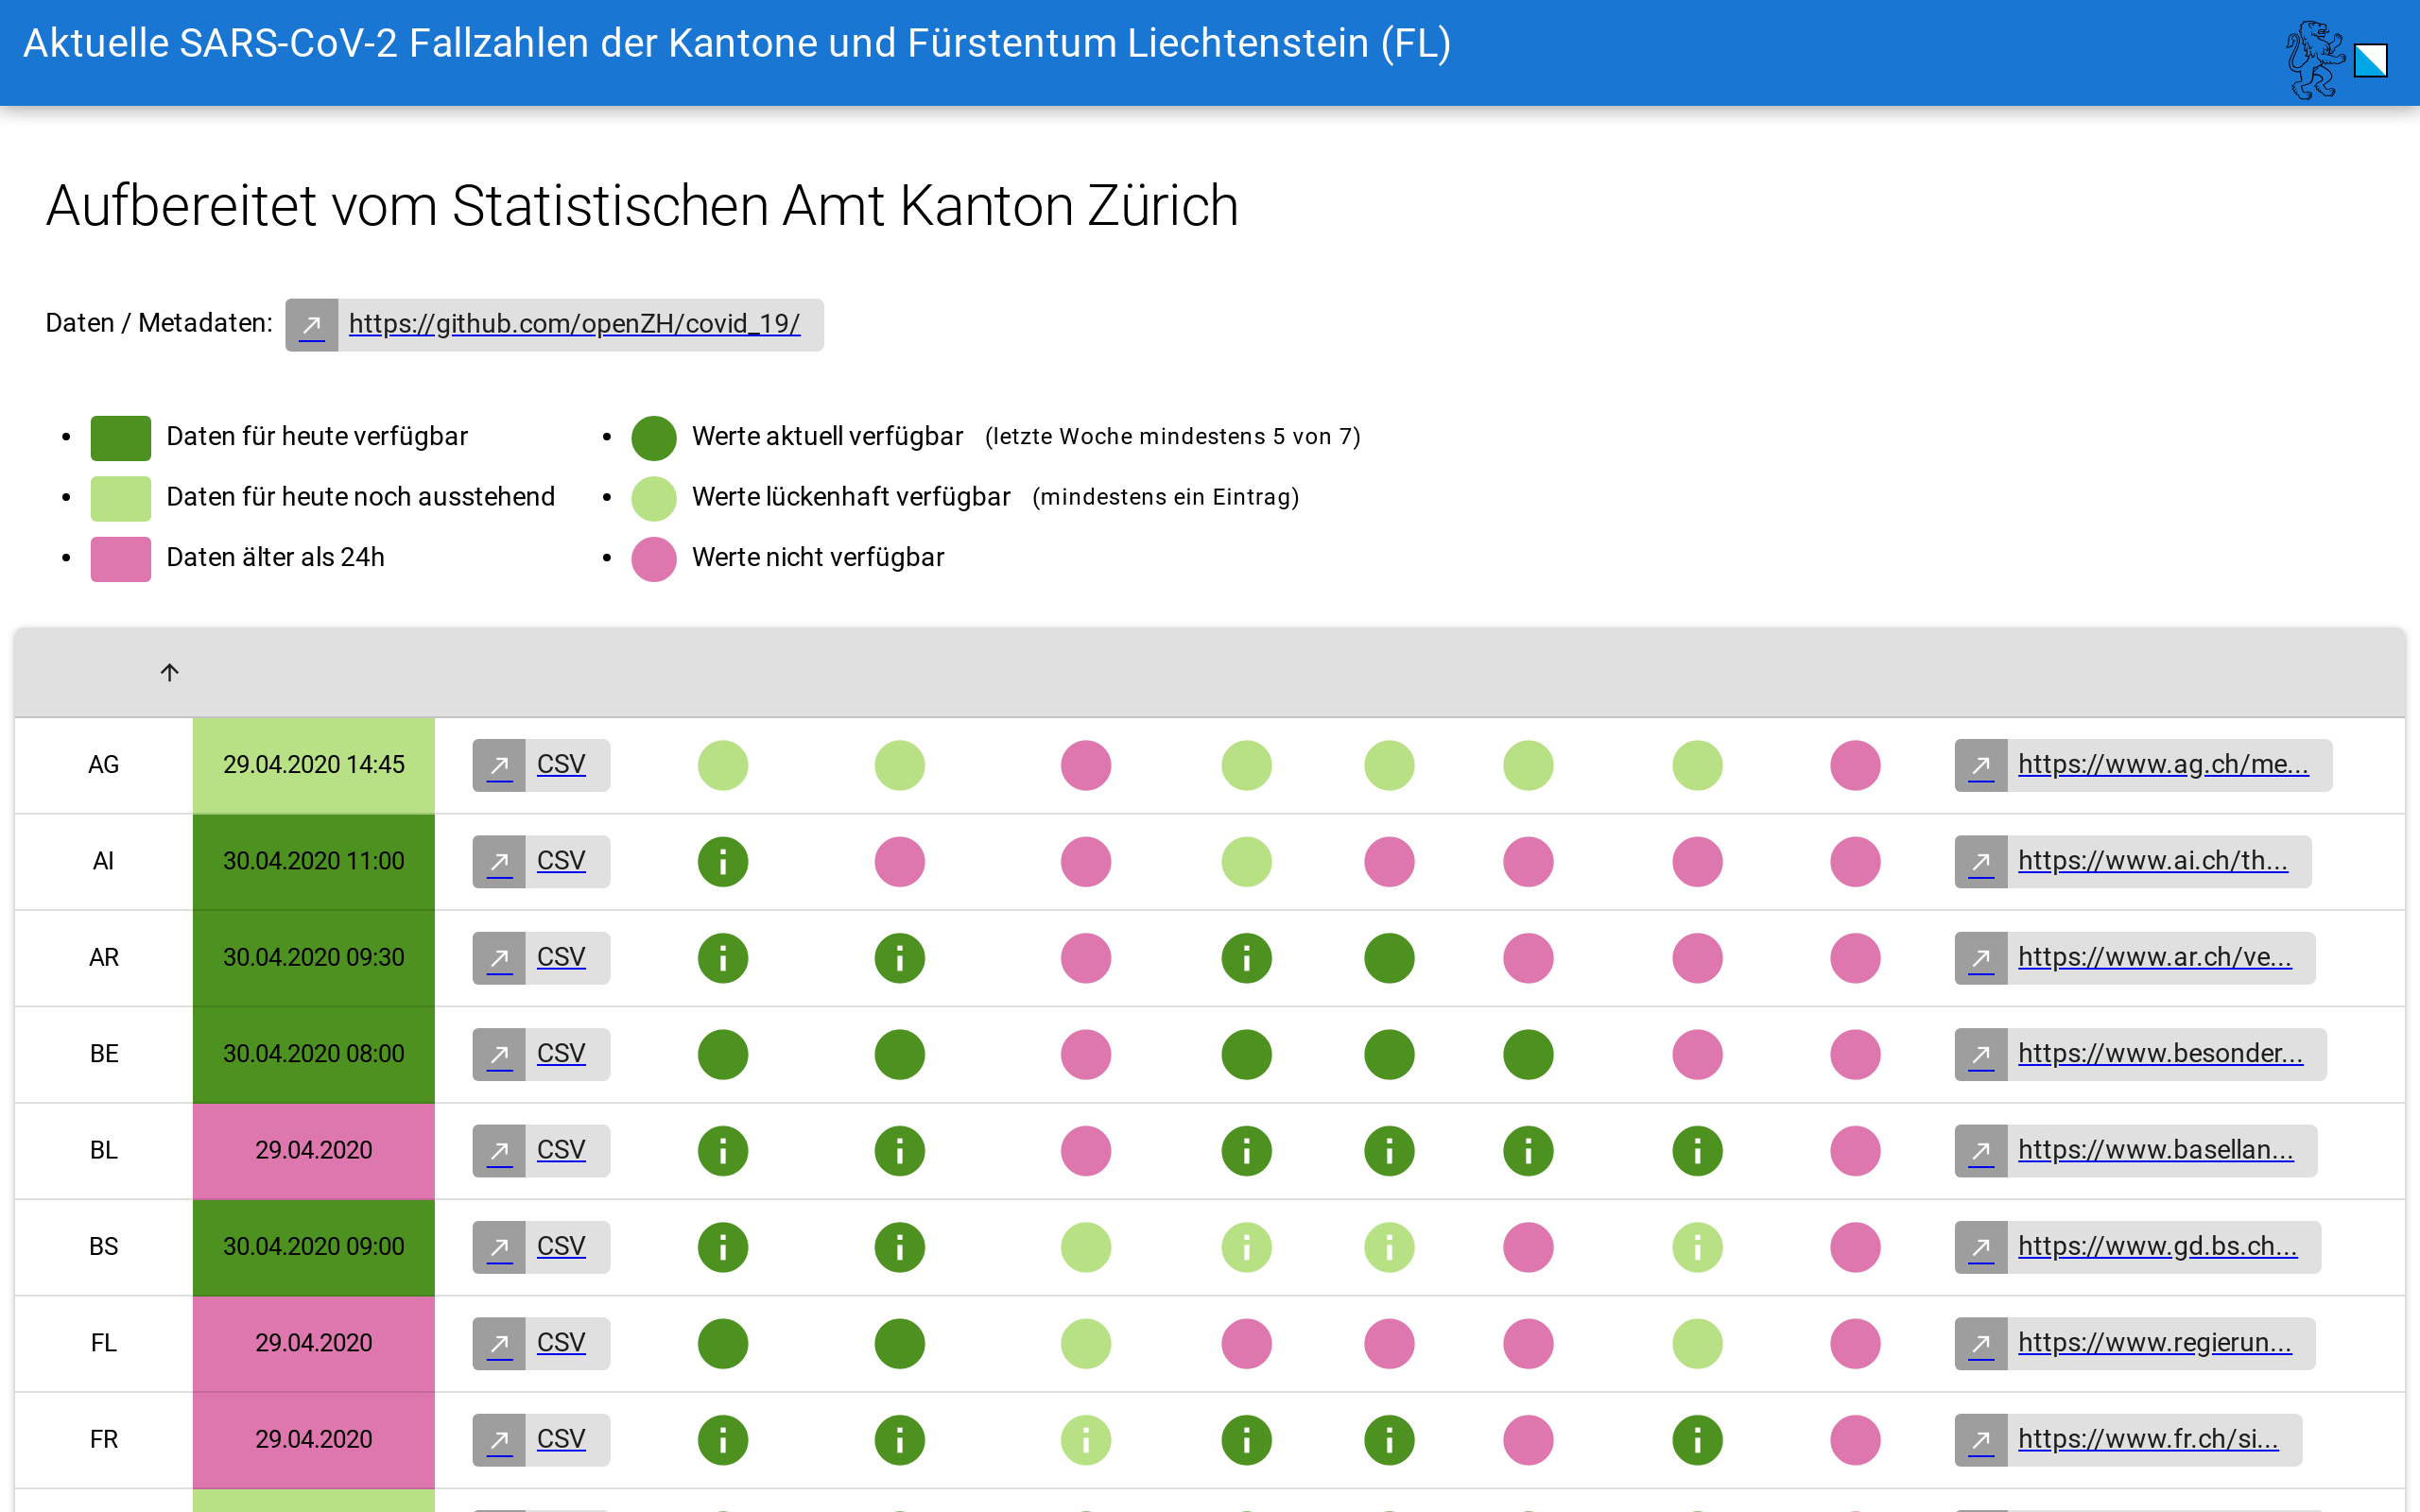 Aktuelle SARS-CoV-2 Fallzahlen der Kantone und Fürstentum Liechtenstein (FL)
Aufbereitet vom Statistischen Amt Kanton Zürich
Daten / Metadaten: https://github.com/openZH/covid_19/
Daten für heute verfügbar
Daten für heute noch ausstehend
Daten älter als 24h
Werte aktuell verfügbar (letzte Woche mindestens 5 von 7)
Werte lückenhaft verfügbar (mindestens ein Eintrag)
Werte nicht verfügbar
AG 29.04.2020 14:45 CSV https://www.ag.ch/me...
AI 30.04.2020 11:00 CSV https://www.ai.ch/th...
AR 30.04.2020 09:30 CSV https://www.ar.ch/ve...
BE 30.04.2020 08:00 CSV https://www.besonder...
BL 29.04.2020 CSV https://www.basellan...
BS 30.04.2020 09:00 CSV https://www.gd.bs.ch...
FL 29.04.2020 CSV https://www.regierun...
FR 29.04.2020 CSV https://www.fr.ch/si...